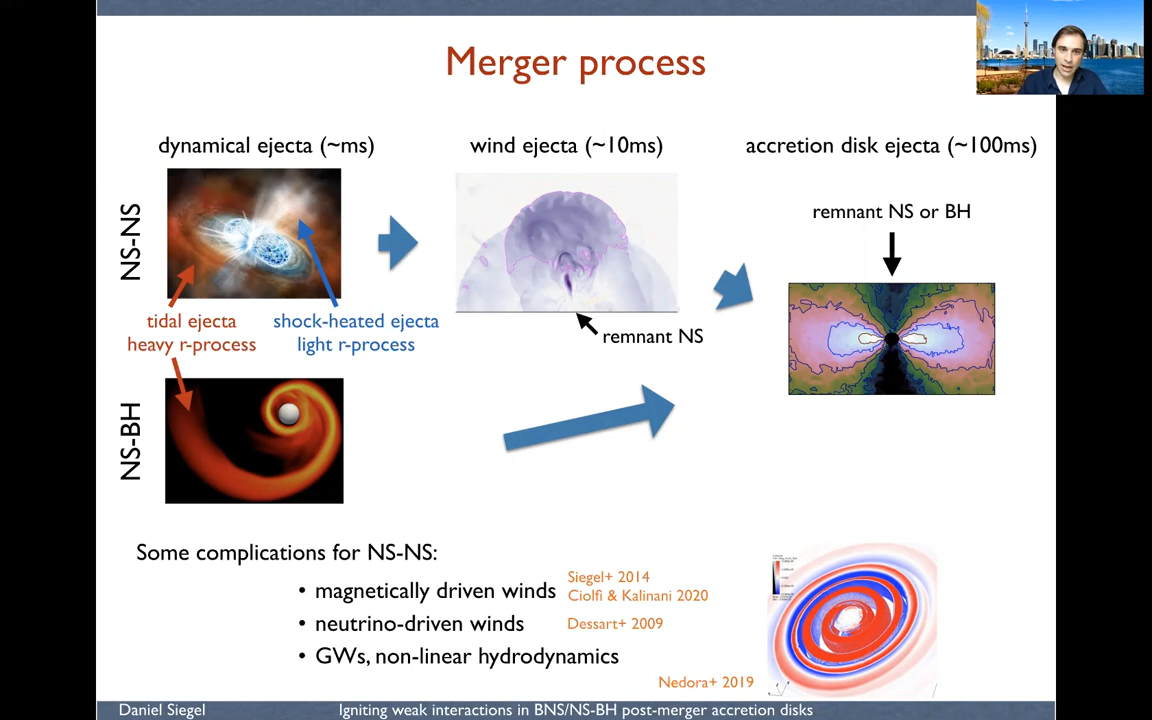 Merger process
dynamical ejecta (~ms)
wind ejecta (~10ms)
accretion disk ejecta (~100ms)
NS-NS
remnant NS or BH
tidal ejecta
heavy r-process
shock-heated ejecta
light r-process
remnant NS
NS-BH
Some complications for NS-NS:
• magnetically driven winds
Siegel+ 2014
Ciolfi & Kalinani 2020
• neutrino-driven winds
Dessart+ 2009
• GWs, non-linear hydrodynamics
Nedora+ 2019
Daniel Siegel
Igniting weak interactions in BNS/NS-BH post-merger accretion disks